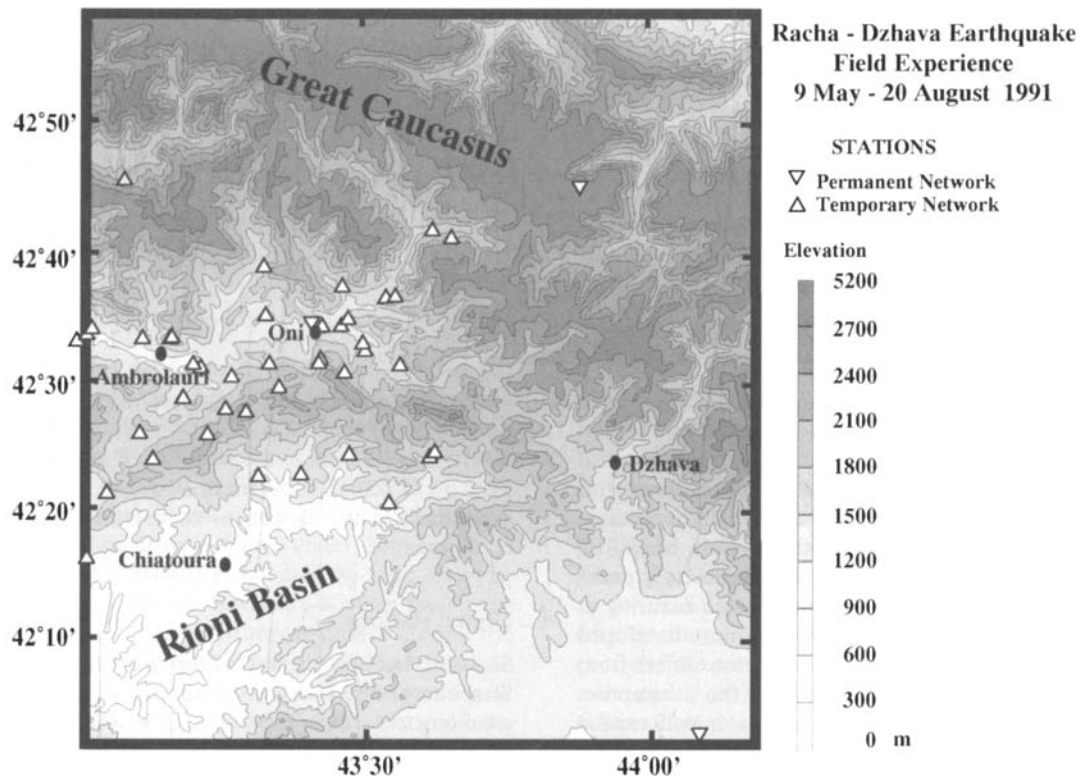 Racha - Dzhava Earthquake
Field Experience
9 May - 20 August 1991
STATIONS
Permanent Network
Temporary Network
Elevation
5200
2700
2400
2100
1800
1500
1200
900
600
300
0 m
Great Caucasus
Oni
Ambrolauri
Dzhava
Chiatoura
Rioni Basin
42°50'
42°40'
42°30'
42°20'
42°10'
43°30'
44°00'